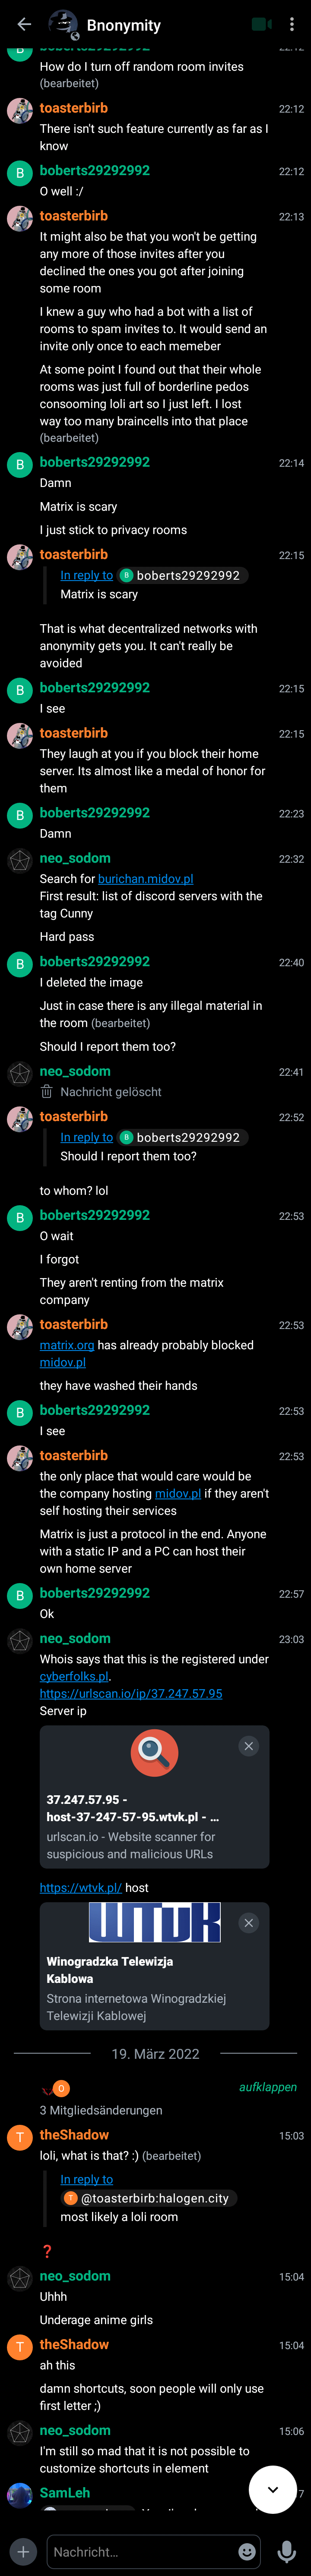 Bnonymity
boberts29292992
22:12
How do I turn off random room invites
(bearbeitet)
toasterbirb
22:12
There isn't such feature currently as far as I
know
B
boberts29292992
22:12
O well :/
toasterbirb
22:13
It might also be that you won't be getting
any more of those invites after you
declined the ones you got after joining
some room
I knew a guy who had a bot with a list of
rooms to spam invites to. It would send an
invite only once to each memeber
At some point I found out that their whole
rooms was just full of borderline pedos
consooming loli art so I just left. I lost
way too many braincells into that place
(bearbeitet)
B
boberts29292992
22:14
Damn
Matrix is scary
I just stick to privacy rooms
toasterbirb
22:15
In reply to B boberts29292992
Matrix is scary
That is what decentralized networks with
anonymity gets you. It can't really be
avoided
B
boberts29292992
22:15
I see
toasterbirb
22:15
They laugh at you if you block their home
server. Its almost like a medal of honor for
them
B
boberts29292992
22:23
Damn
neo_sodom
22:32
Search for burichan.midov.pl
First result: list of discord servers with the
tag Cunny
Hard pass
B
boberts29292992
22:40
I deleted the image
Just in case there is any illegal material in
the room (bearbeitet)
Should I report them too?
neo_sodom
22:41
Nachricht gelöscht
toasterbirb
22:52
In reply to B boberts29292992
Should I report them too?
to whom? lol
B
boberts29292992
22:53
O wait
I forgot
They aren't renting from the matrix
company
toasterbirb
22:53
matrix.org has already probably blocked
midov.pl
they have washed their hands
B
boberts29292992
22:53
I see
toasterbirb
22:53
the only place that would care would be
the company hosting midov.pl if they aren't
self hosting their services
Matrix is just a protocol in the end. Anyone
with a static IP and a PC can host their
own home server
B
boberts29292992
22:57
Ok
neo_sodom
23:03
Whois says that this is the registered under
cyberfolks.pl.
https://urlscan.io/ip/37.247.57.95
Server ip
37.247.57.95 -
host-37-247-57-95.wtvk.pl - ...
urlscan.io - Website scanner for
suspicious and malicious URLs
https://wtvk.pl/ host
WTVK
Winogradzka Telewizja
Kablowa
Strona internetowa Winogradzkiej
Telewizji Kablowej
19. März 2022
O
aufklappen
3 Mitgliedsänderungen
T
theShadow
15:03
loli, what is that? :) (bearbeitet)
In reply to
T @toasterbirb:halogen.city
most likely a loli room
❓
neo_sodom
15:04
Uhhh
Underage anime girls
T
theShadow
15:04
ah this
damn shortcuts, soon people will only use
first letter ;)
neo_sodom
15:06
I'm still so mad that it is not possible to
customize shortcuts in element
SamLeh
7
Nachricht...